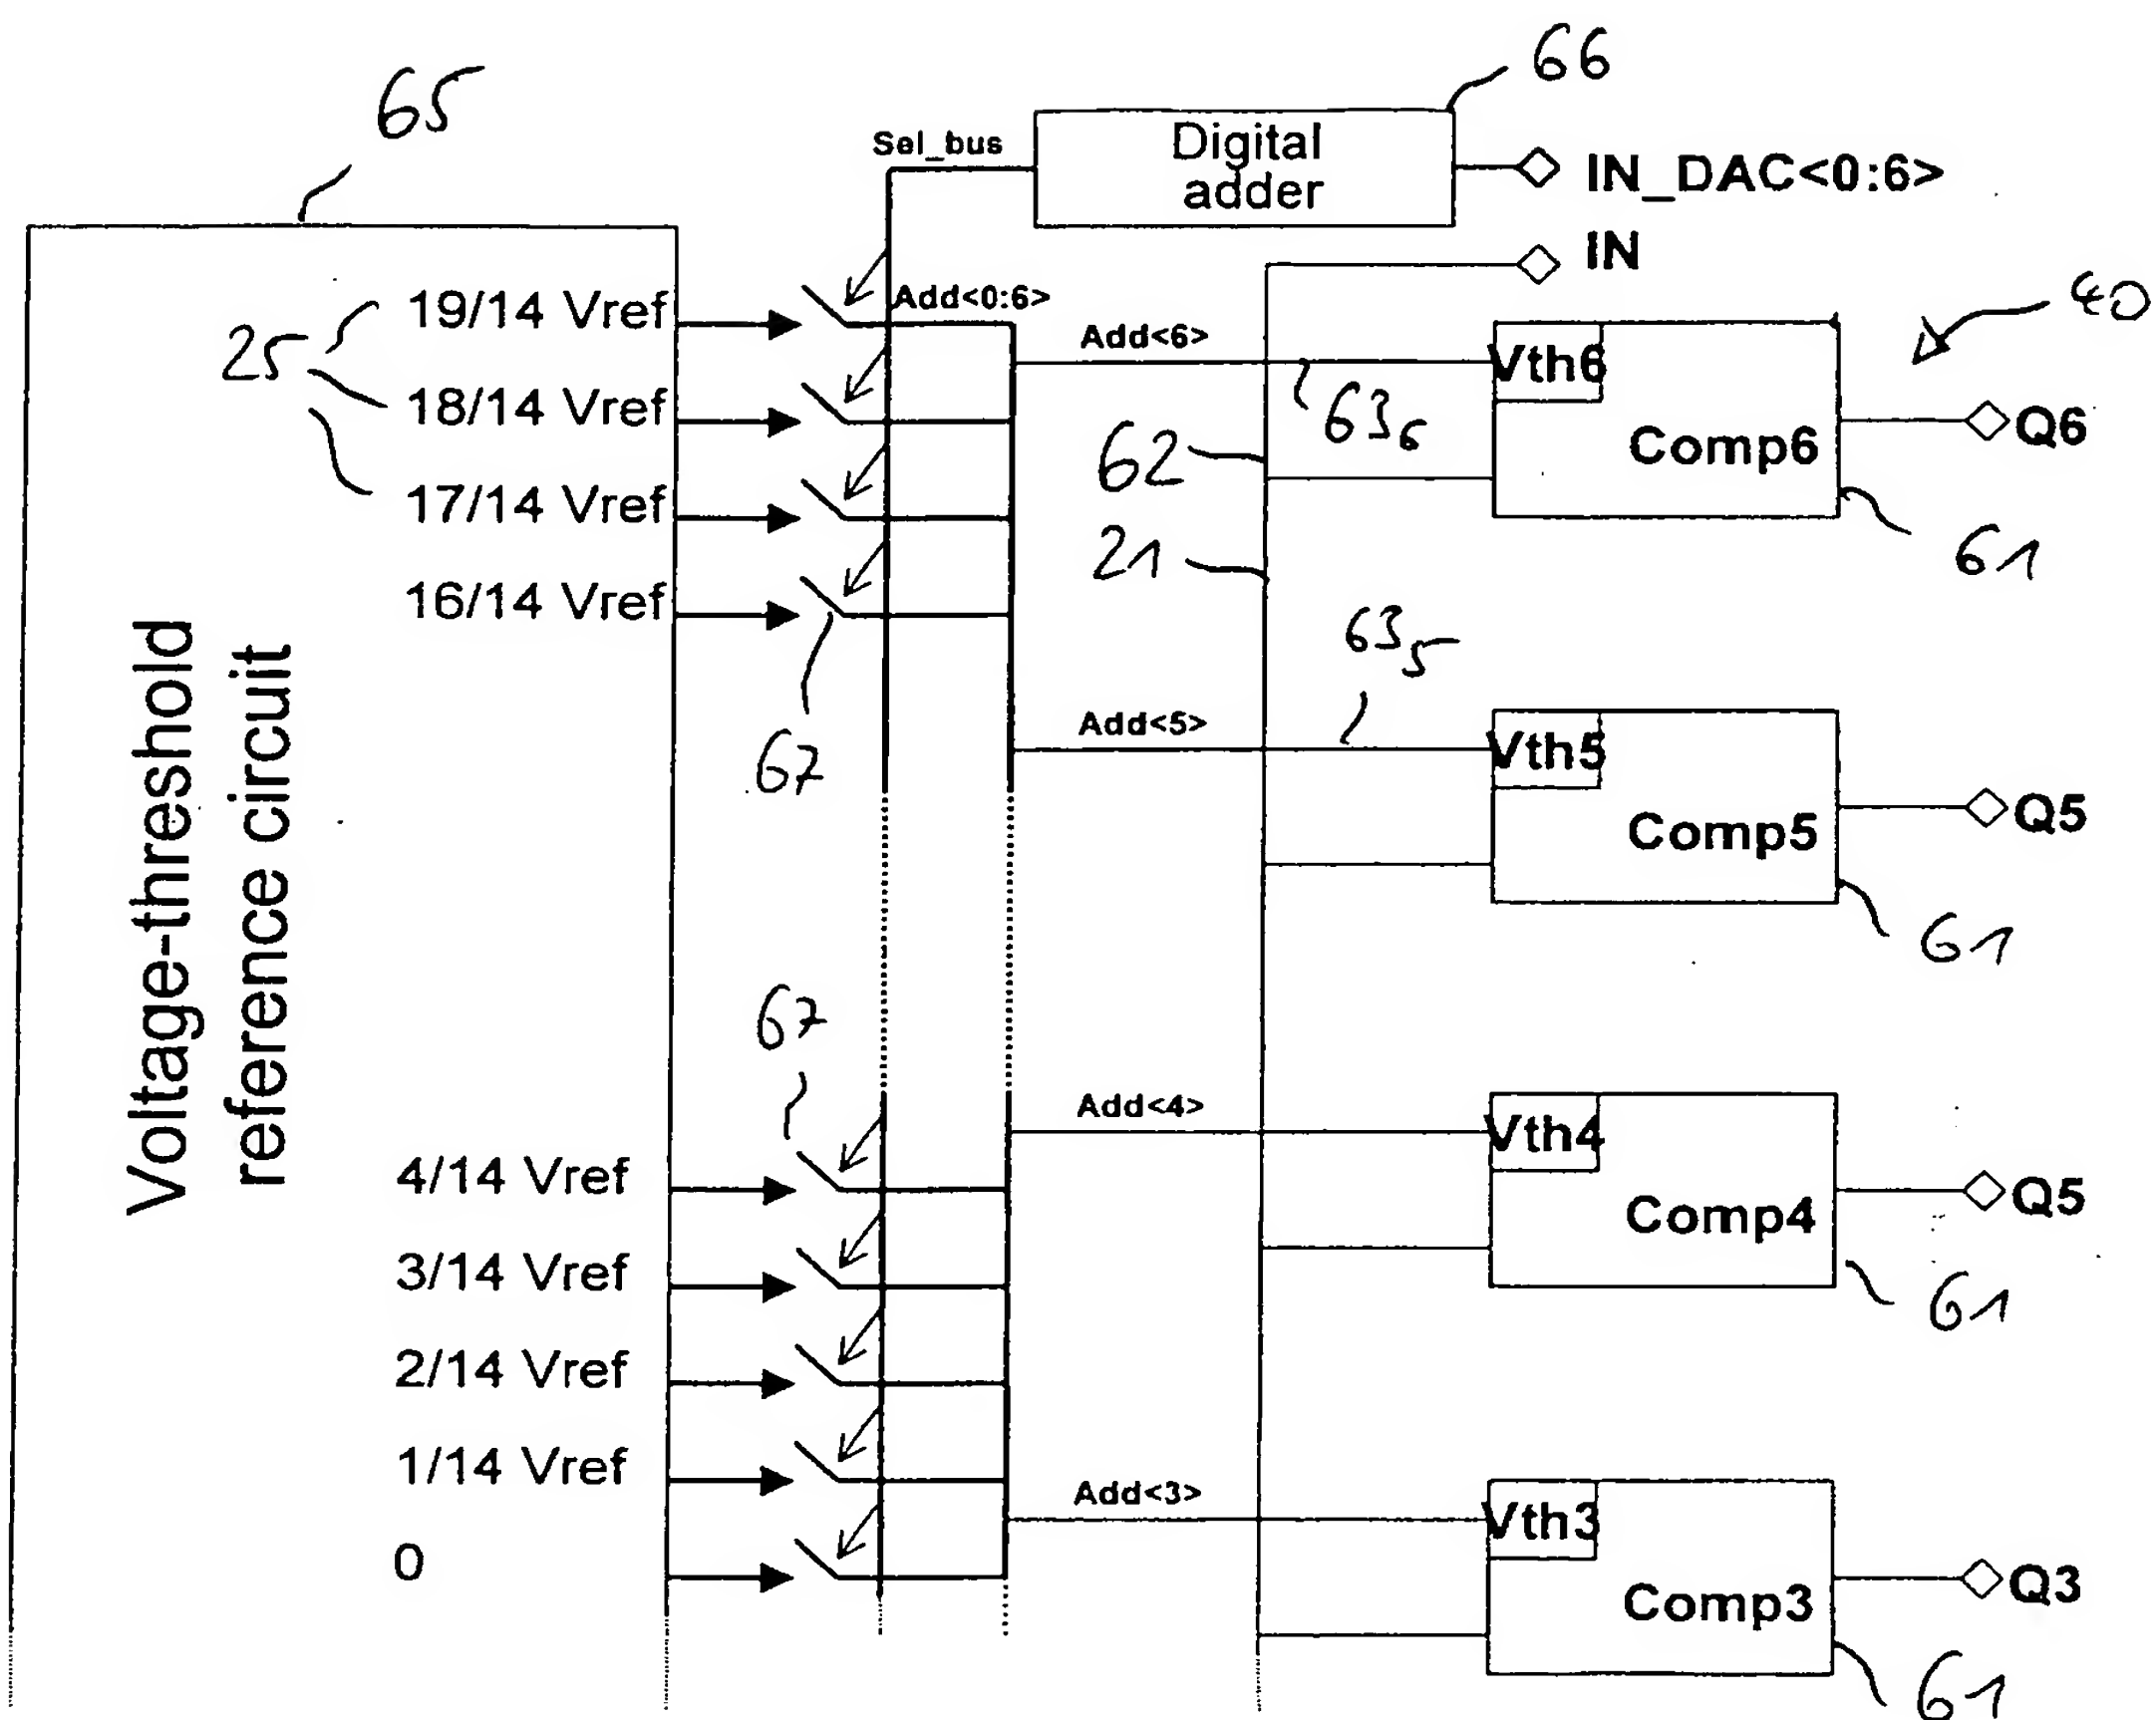 65
66
Sel_bus
Digital
adder
IN_DAC<0:6>
IN
40
19/14 Vref
Add<0:6>
Add<6>
Vth6
25
18/14 Vref
63₆
Comp6
Q6
62
17/14 Vref
21
61
16/14 Vref
63₅
67
Add<5>
Vth5
Comp5
Q5
61
Voltage-threshold
reference circuit
67
Add<4>
Vth4
4/14 Vref
Comp4
Q5
3/14 Vref
61
2/14 Vref
1/14 Vref
Add<3>
Vth3
0
Comp3
Q3
61